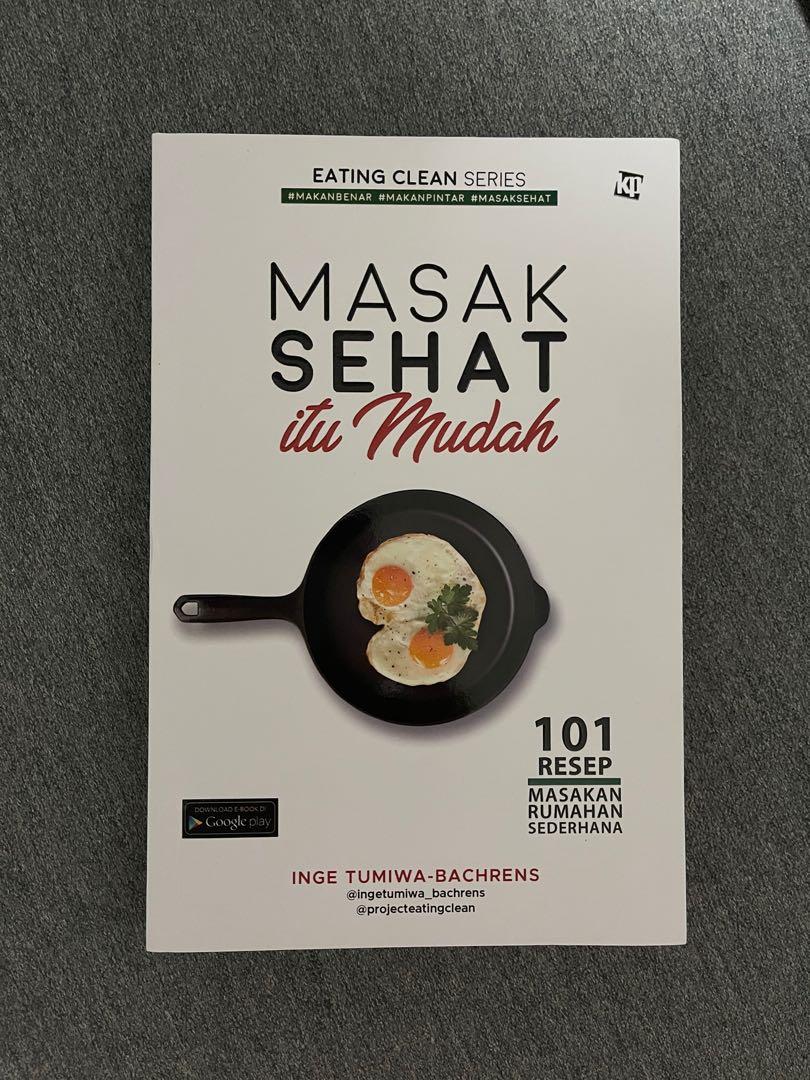 EATING CLEAN SERIES
#MAKANBENAR #MAKANPINTAR #MASAKSEHAT
kp
MASAK
SEHAT
itu Mudah
101
RESEP
MASAKAN
RUMAHAN
SEDERHANA
DOWNLOAD E-BOOK DI
Google play
INGE TUMIWA-BACHRENS
@ingetumiwa_bachrens
@projecteatingclean